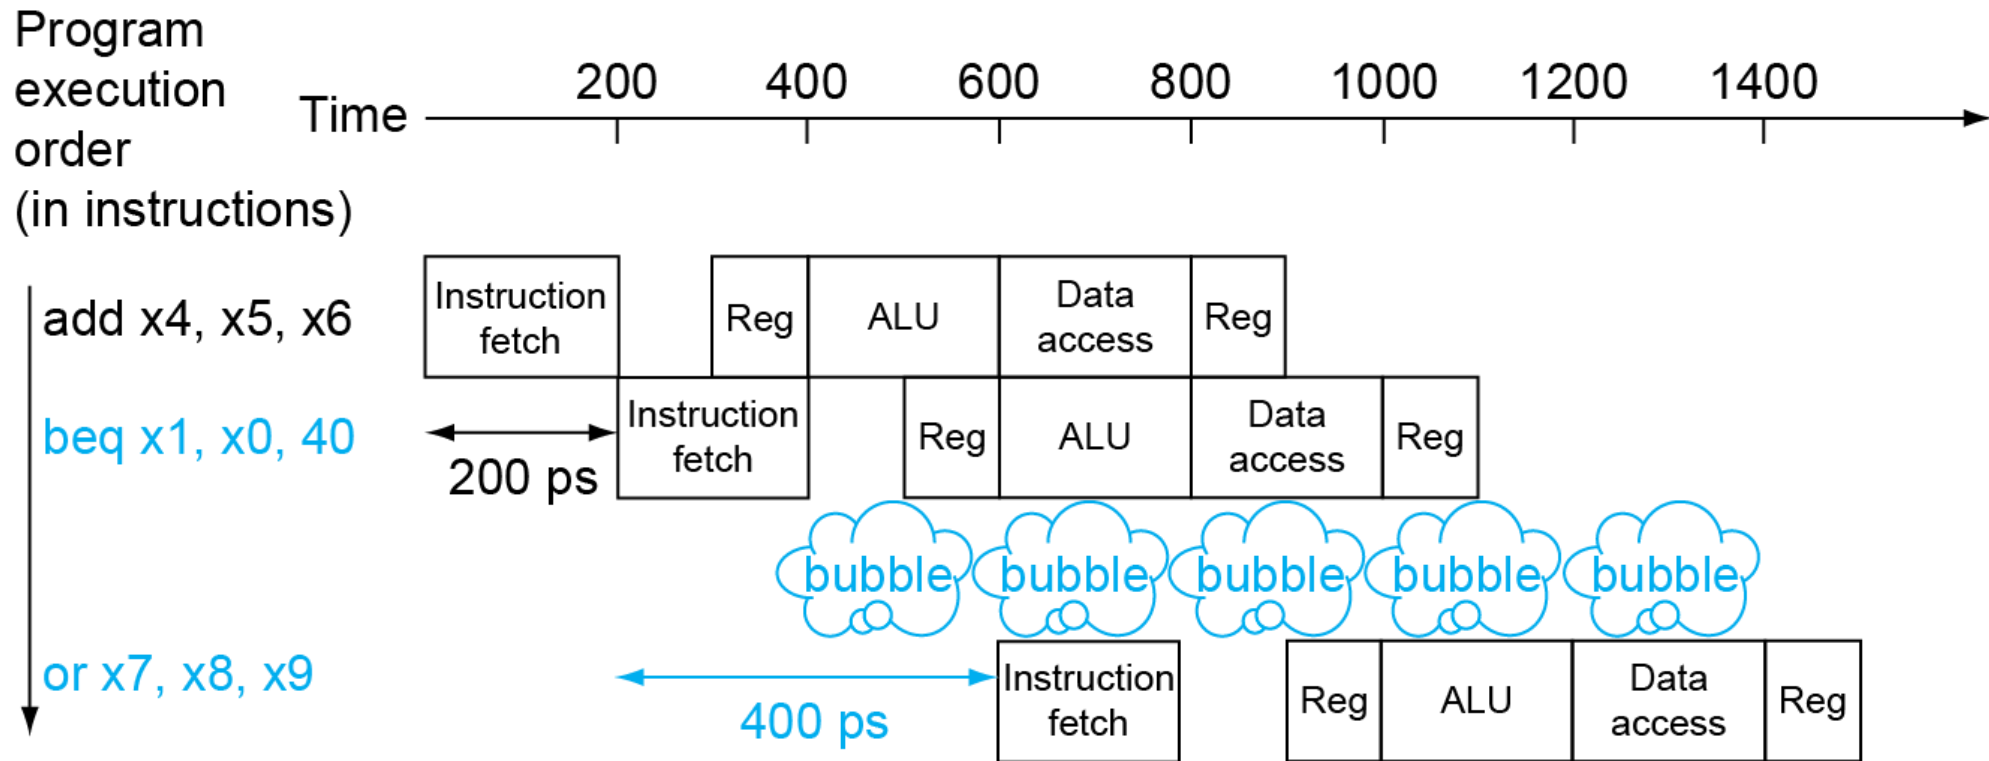 Program
execution
order
(in instructions)
Time
200 400 600 800 1000 1200 1400
add x4, x5, x6
Instruction
fetch
Reg
ALU
Data
access
Reg
beq x1, x0, 40
200 ps
Instruction
fetch
Reg
ALU
Data
access
Reg
bubble bubble bubble bubble bubble
or x7, x8, x9
400 ps
Instruction
fetch
Reg
ALU
Data
access
Reg